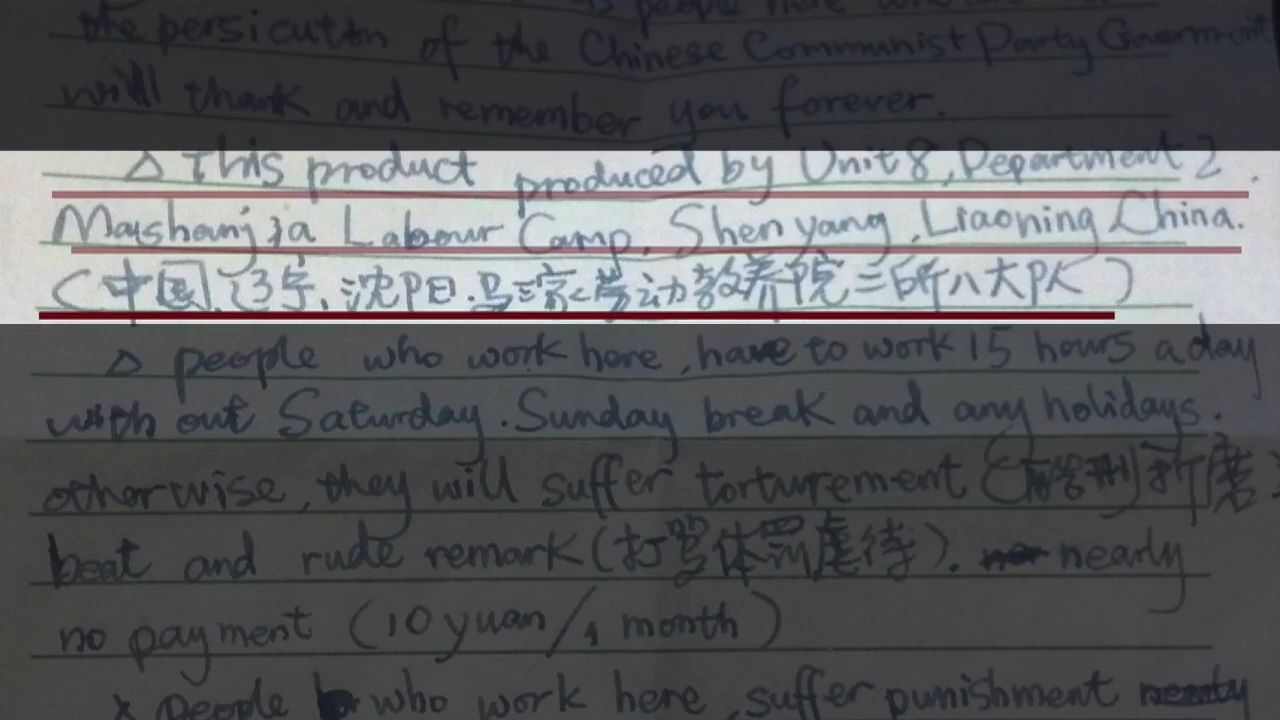 people here
the persicution of the Chinese Communist Party Goverment
will thank and remember you forever.
△ This product produced by Unit 8, Department 2.
Mashanjia Labour Camp, Shenyang, Liaoning China.
(中国.辽宁.沈阳.马三家劳动教养院二所八大队)
△ people who work here, have to work 15 hours a day
with out Saturday. Sunday break and any holidays.
otherwise, they will suffer torturement (酷刑折磨
beat and rude remark (打骂体罚虐待). nearly
no payment (10 yuan/1 month)
people who work here, suffer punishment